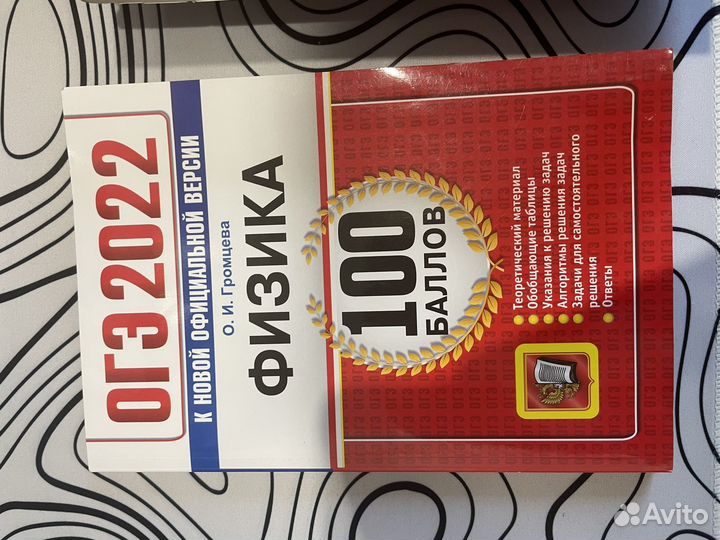 ОГЭ 2022
К НОВОЙ ОФИЦИАЛЬНОЙ ВЕРСИИ
О. И. Громцева
ФИЗИКА
100
БАЛЛОВ
Теоретический материал
Обобщающие таблицы
Указания к решению задач
Алгоритмы решения задач
Задачи для самостоятельного
решения
Ответы
Avito